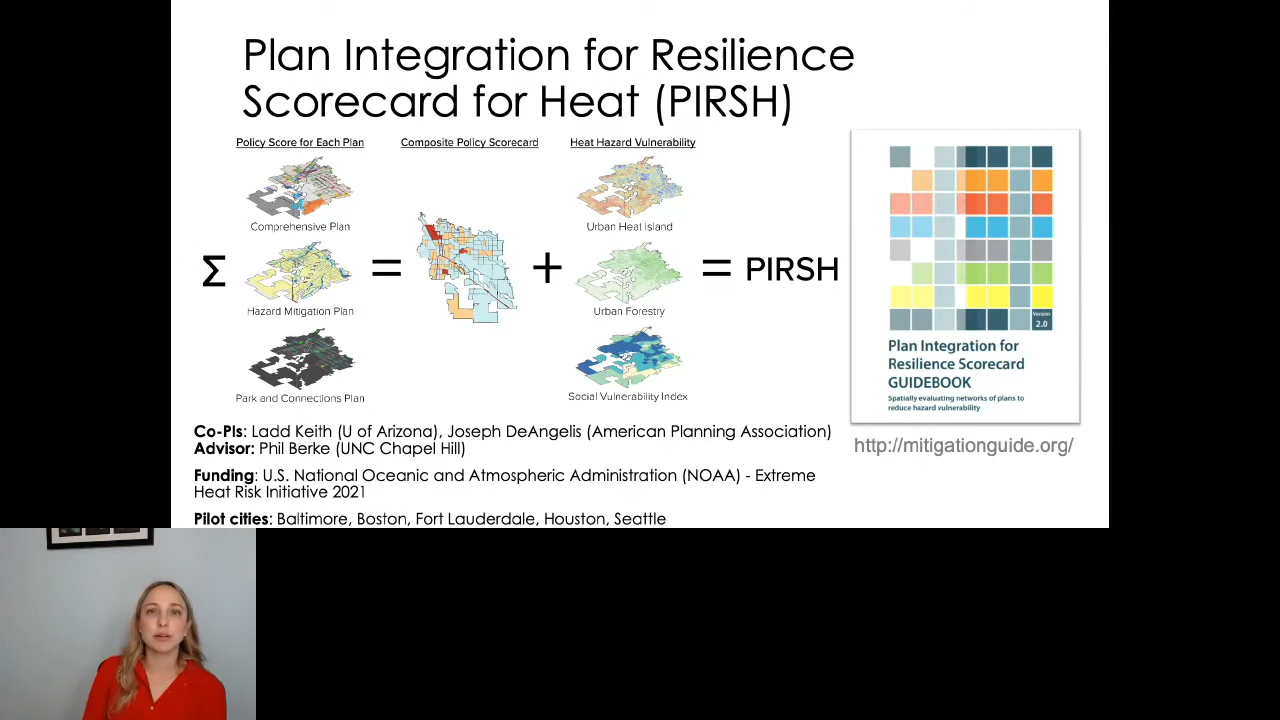 Plan Integration for Resilience
Scorecard for Heat (PIRSH)
Policy Score for Each Plan
Composite Policy Scorecard
Heat Hazard Vulnerability
Comprehensive Plan
Urban Heat Island
Σ
Hazard Mitigation Plan
=
+
Urban Forestry
= PIRSH
Park and Connections Plan
Social Vulnerability Index
Version
2.0
Plan Integration for
Resilience Scorecard
GUIDEBOOK
Spatially evaluating networks of plans to
reduce hazard vulnerability
http://mitigationguide.org/
Co-PIs: Ladd Keith (U of Arizona), Joseph DeAngelis (American Planning Association)
Advisor: Phil Berke (UNC Chapel Hill)
Funding: U.S. National Oceanic and Atmospheric Administration (NOAA) - Extreme
Heat Risk Initiative 2021
Pilot cities: Baltimore, Boston, Fort Lauderdale, Houston, Seattle